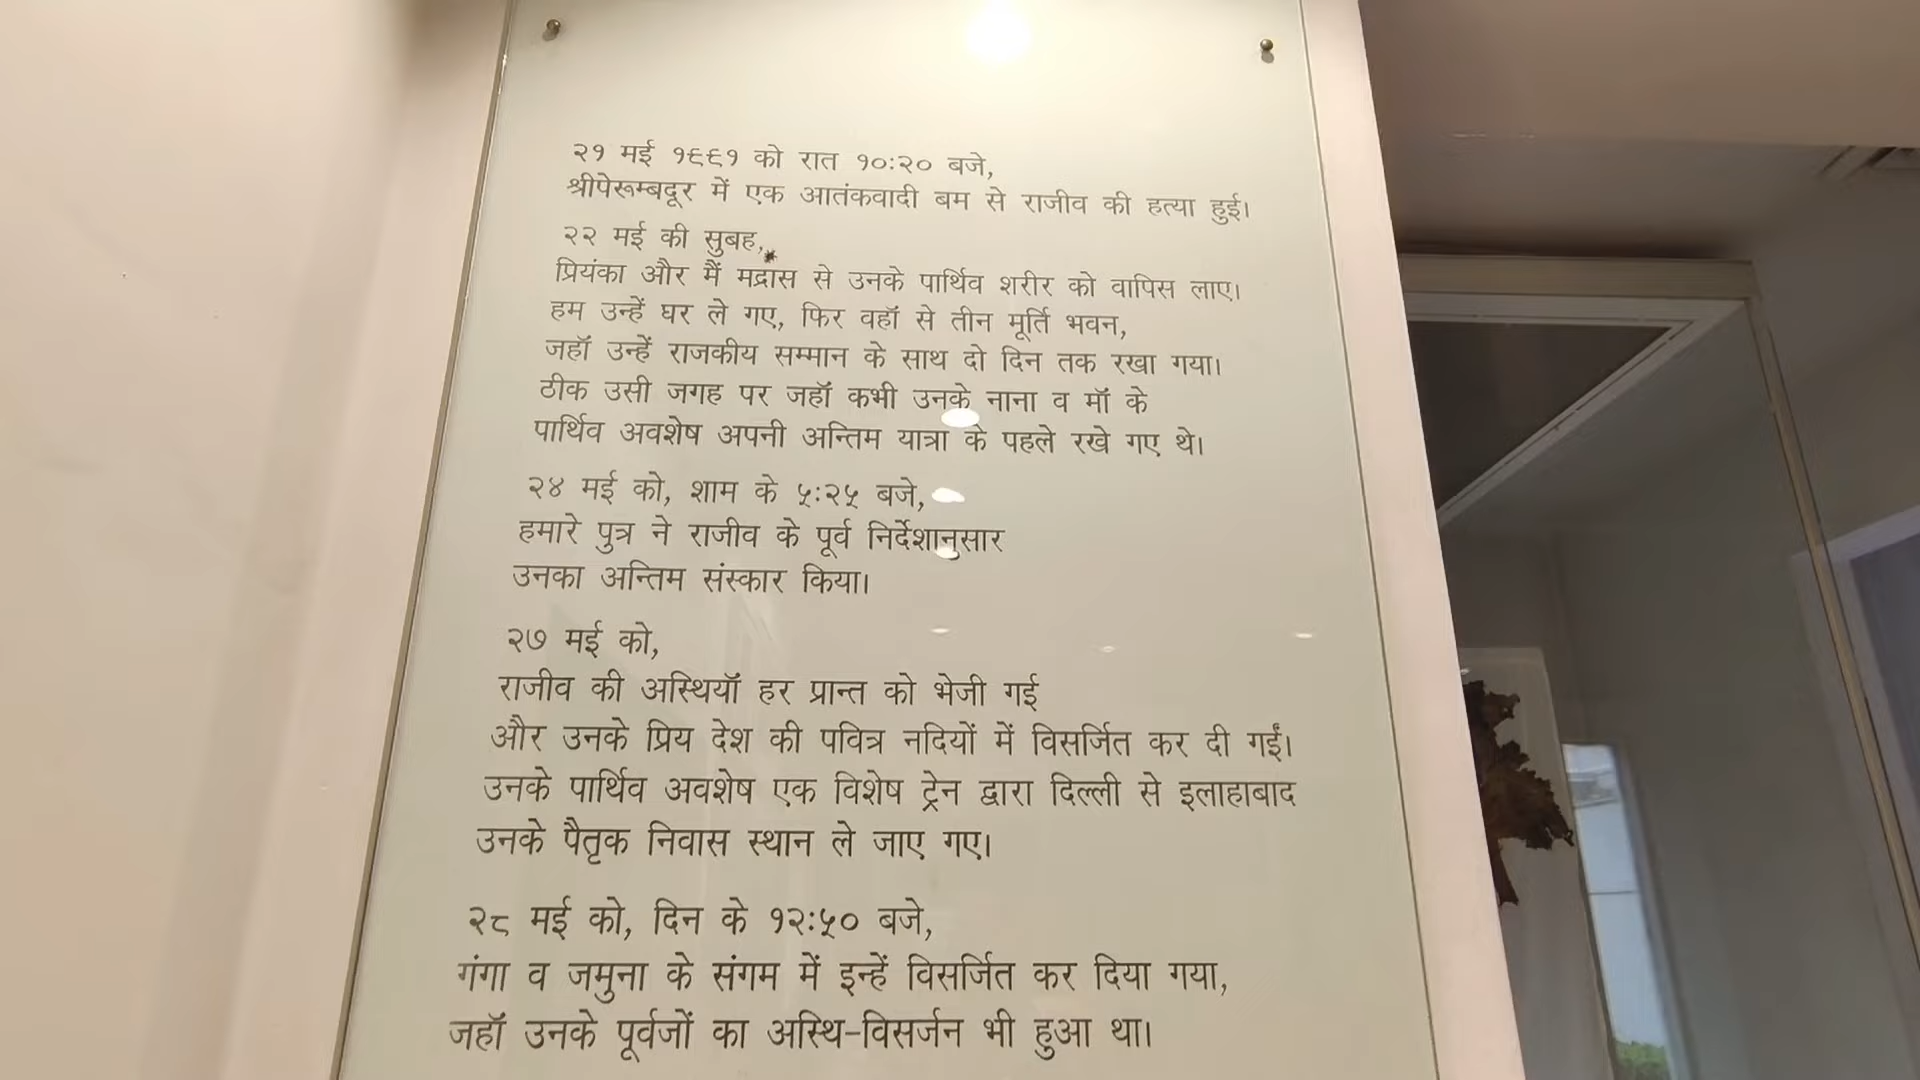 २१ मई १९९१ को रात १०:२० बजे,
श्रीपेरूम्बदूर में एक आतंकवादी बम से राजीव की हत्या हुई।
२२ मई की सुबह,
प्रियंका और मैं मद्रास से उनके पार्थिव शरीर को वापिस लाए।
हम उन्हें घर ले गए, फिर वहॉ से तीन मूर्ति भवन,
जहॉ उन्हें राजकीय सम्मान के साथ दो दिन तक रखा गया।
ठीक उसी जगह पर जहॉ कभी उनके नाना व मॉ के
पार्थिव अवशेष अपनी अन्तिम यात्रा के पहले रखे गए थे।
२४ मई को, शाम के ५:२५ बजे,
हमारे पुत्र ने राजीव के पूर्व निर्देशानुसार
उनका अन्तिम संस्कार किया।
२७ मई को,
राजीव की अस्थियॉ हर प्रान्त को भेजी गई
और उनके प्रिय देश की पवित्र नदियों में विसर्जित कर दी गईं।
उनके पार्थिव अवशेष एक विशेष ट्रेन द्वारा दिल्ली से इलाहाबाद
उनके पैतृक निवास स्थान ले जाए गए।
२८ मई को, दिन के १२:५० बजे,
गंगा व जमुना के संगम में इन्हें विसर्जित कर दिया गया,
जहॉ उनके पूर्वजों का अस्थि-विसर्जन भी हुआ था।